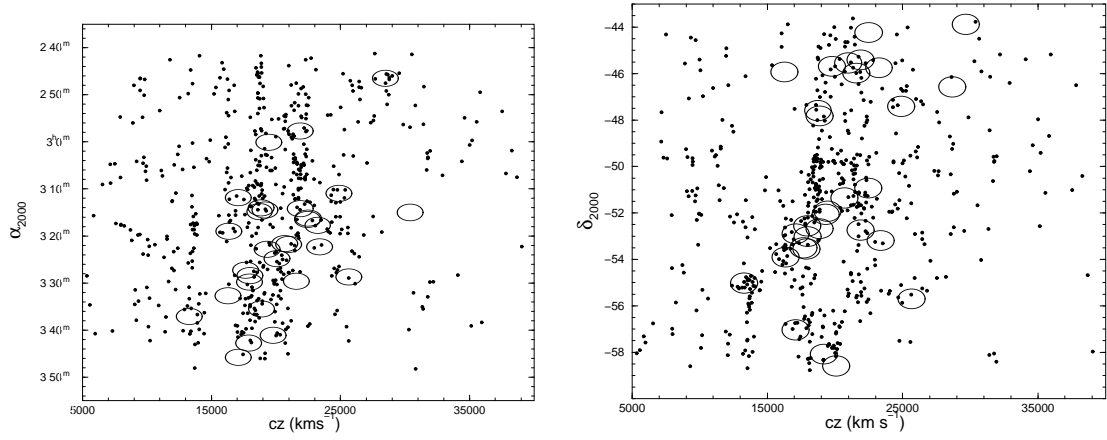 2 40ᵐ
2 50ᵐ
3ʰ0ᵐ
3 10ᵐ
3 20ᵐ
3 30ᵐ
3 40ᵐ
3 50ᵐ
α2000
5000 15000 25000 35000
cz (kms⁻¹)
−44
−46
−48
−50
−52
−54
−56
−58
δ2000
5000 15000 25000 35000
cz (km s⁻¹)